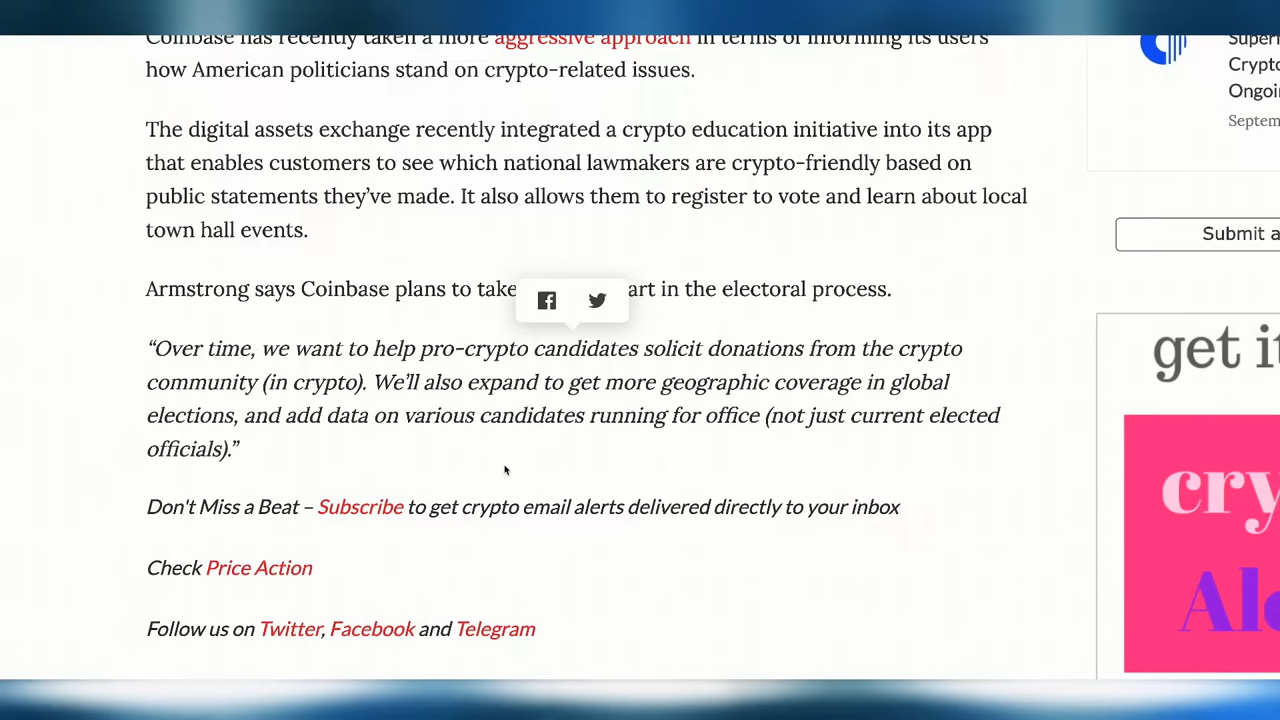 Coinbase has recently taken a more aggressive approach in terms of informing its users
how American politicians stand on crypto-related issues.
The digital assets exchange recently integrated a crypto education initiative into its app
that enables customers to see which national lawmakers are crypto-friendly based on
public statements they’ve made. It also allows them to register to vote and learn about local
town hall events.
Armstrong says Coinbase plans to take art in the electoral process.
“Over time, we want to help pro-crypto candidates solicit donations from the crypto
community (in crypto). We’ll also expand to get more geographic coverage in global
elections, and add data on various candidates running for office (not just current elected
officials).”
Don't Miss a Beat – Subscribe to get crypto email alerts delivered directly to your inbox
Check Price Action
Follow us on Twitter, Facebook and Telegram
Submit a
get it
cry